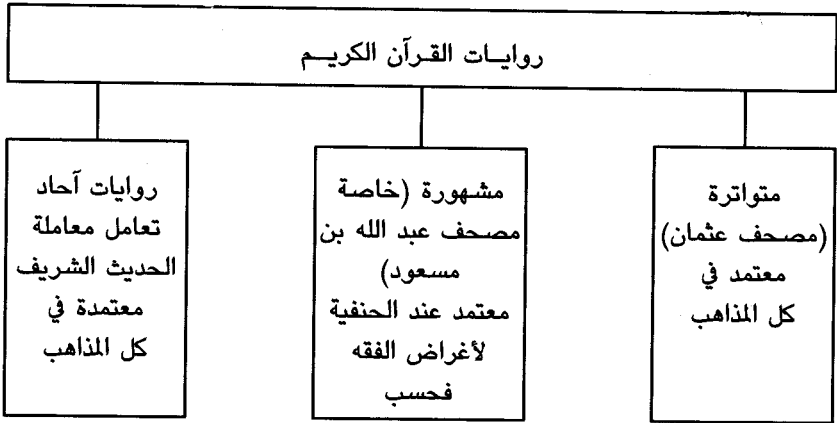 روايات القرآن الكريم
متواترة
(مصحف عثمان)
معتمد في
كل المذاهب
مشهورة (خاصة
مصحف عبد الله بن
مسعود)
معتمد عند الحنفية
لأغراض الفقه
فحسب
روايات آحاد
تعامل معاملة
الحديث الشريف
معتمدة في
كل المذاهب